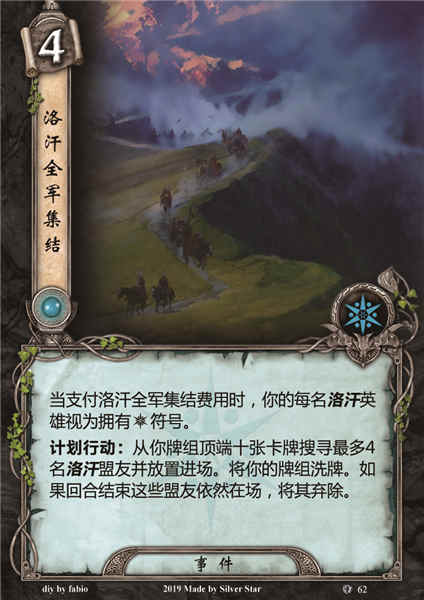 4
洛汗全军集结
当支付洛汗全军集结费用时，你的每名洛汗英
雄视为拥有符号。
计划行动：从你牌组顶端十张卡牌搜寻最多4
名洛汗盟友并放置进场。将你的牌组洗牌。如
果回合结束这些盟友依然在场，将其弃除。
事件
diy by fabio
2019 Made by Silver Star
62